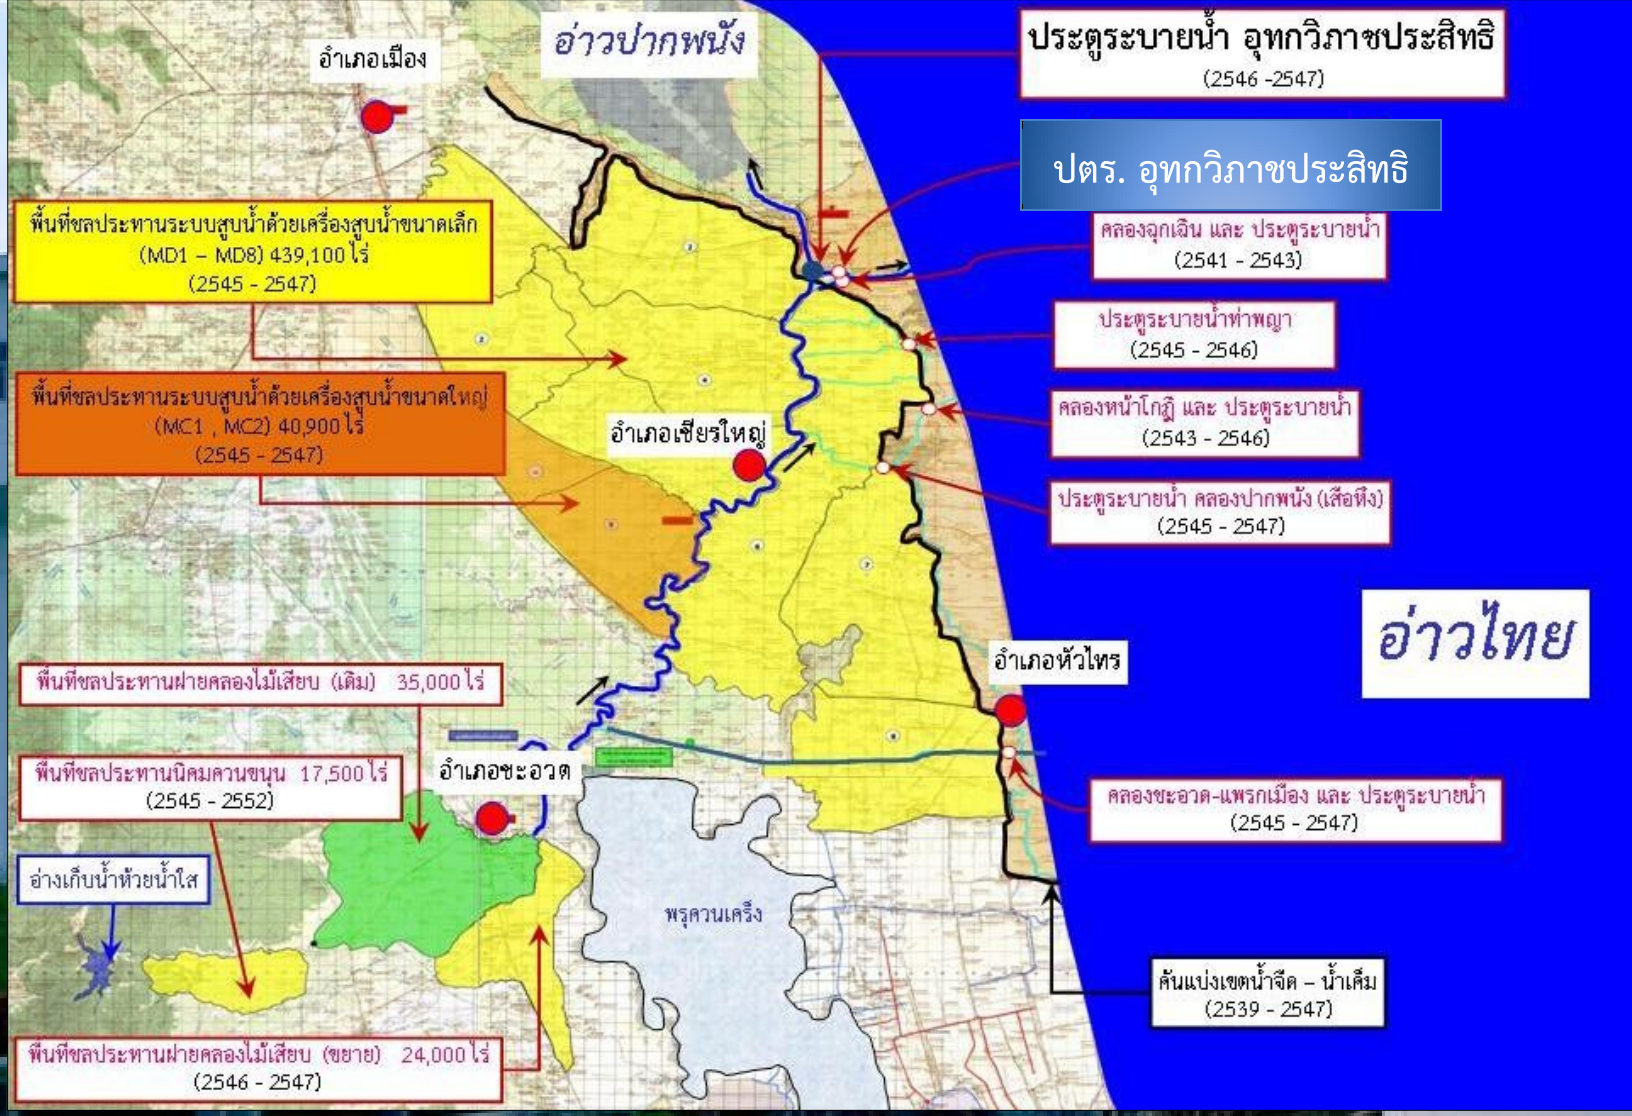 อ่าวปากพนัง
อำเภอเมือง
ประตูระบายน้ำ อุทกวิภาชประสิทธิ
(2546 -2547)
ปตร. อุทกวิภาชประสิทธิ
คลองฉุกเฉิน และ ประตูระบายน้ำ
(2541 - 2543)
พื้นที่ชลประทานระบบสูบน้ำด้วยเครื่องสูบน้ำขนาดเล็ก
(MD1 – MD8) 439,100 ไร่
(2545 - 2547)
ประตูระบายน้ำท่าพญา
(2545 - 2546)
พื้นที่ชลประทานระบบสูบน้ำด้วยเครื่องสูบน้ำขนาดใหญ่
(MC1 , MC2) 40,900 ไร่
(2545 - 2547)
คลองหน้าโกฏิ และ ประตูระบายน้ำ
(2543 - 2546)
อำเภอเชียรใหญ่
ประตูระบายน้ำ คลองปากพนัง (เสือหึง)
(2545 - 2547)
อ่าวไทย
อำเภอหัวไทร
พื้นที่ชลประทานฝายคลองไม้เสียบ (เดิม) 35,000 ไร่
พื้นที่ชลประทานนิคมควนขนุน 17,500 ไร่
(2545 - 2552)
อำเภอชะอวด
คลองชะอวด-แพรกเมือง และ ประตูระบายน้ำ
(2545 - 2547)
อ่างเก็บน้ำห้วยน้ำใส
พรุควนเคร็ง
คันแบ่งเขตน้ำจืด – น้ำเค็ม
(2539 - 2547)
พื้นที่ชลประทานฝายคลองไม้เสียบ (ขยาย) 24,000 ไร่
(2546 - 2547)